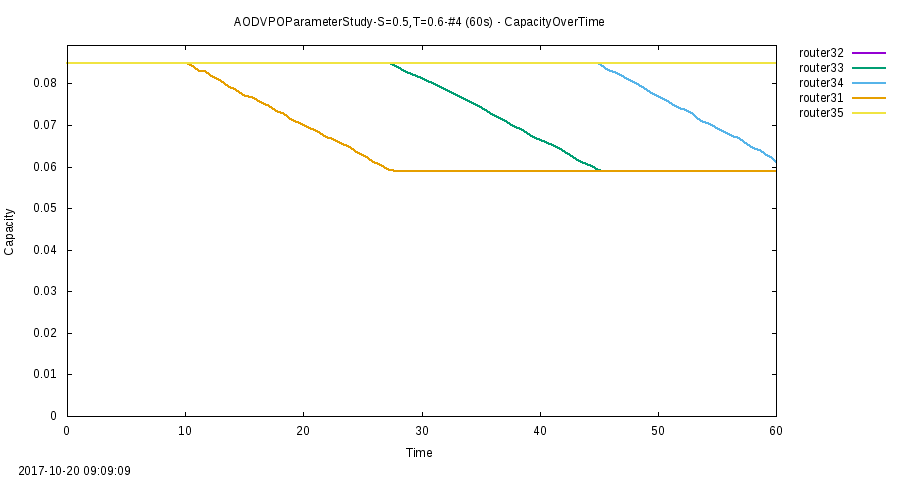 AODVPOParameterStudy-S=0.5,T=0.6-#4 (60s) - CapacityOverTime
router32
router33
router34
router31
router35
0.08
0.07
0.06
0.05
0.04
0.03
0.02
0.01
0
Capacity
0 10 20 30 40 50 60
Time
2017-10-20 09:09:09